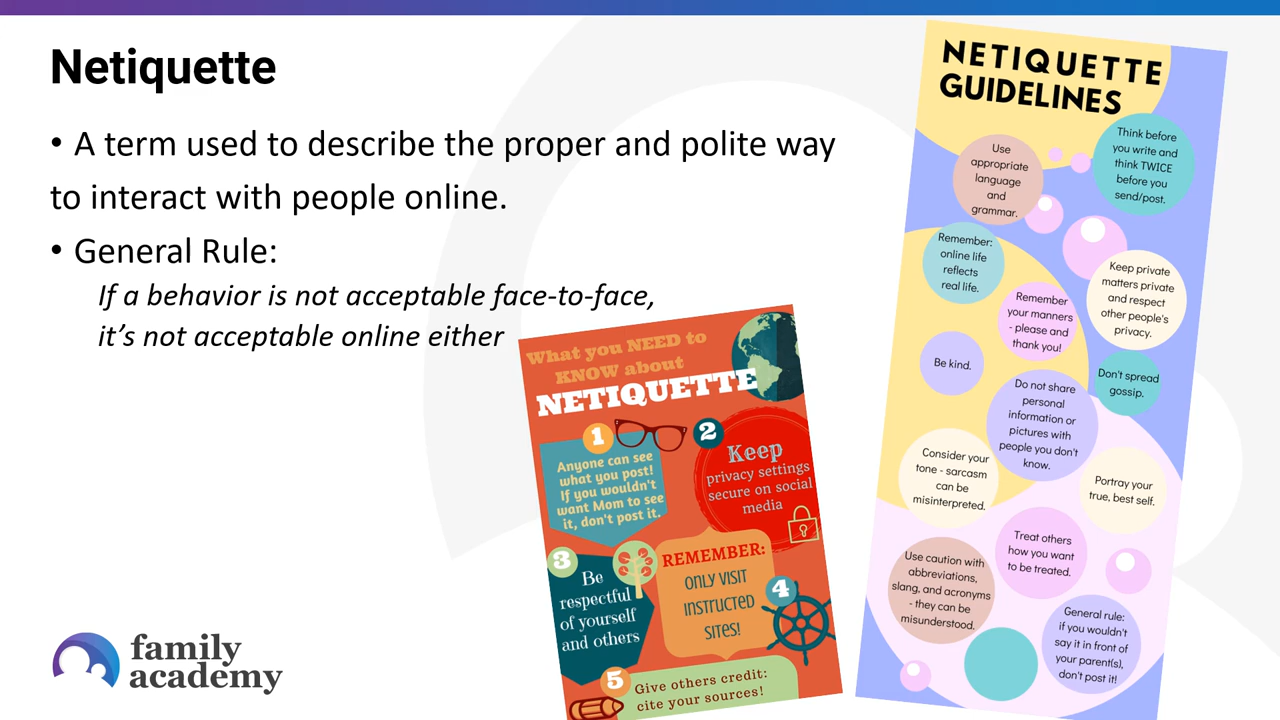 Netiquette
• A term used to describe the proper and polite way
to interact with people online.
• General Rule:
If a behavior is not acceptable face-to-face,
it's not acceptable online either
What you NEED to
KNOW about
NETIQUETTE
1
Anyone can see
what you post!
If you wouldn't
want Mom to see
it, don't post it.
2
Keep
privacy settings
secure on social
media
3
Be
respectful
of yourself
and others
REMEMBER:
ONLY VISIT
INSTRUCTED
SITES!
4
5
Give others credit:
cite your sources!
NETIQUETTE
GUIDELINES
Use
appropriate
language
and
grammar.
Think before
you write and
think TWICE
before you
send/post.
Remember:
online life
reflects
real life.
Keep private
matters private
and respect
other people's
privacy.
Remember
your manners
- please and
thank you!
Be kind.
Don't spread
gossip.
Do not share
personal
information or
pictures with
people you don't
know.
Consider your
tone - sarcasm
can be
misinterpreted.
Portray your
true, best self.
Treat others
how you want
to be treated.
Use caution with
abbreviations,
slang, and acronyms
- they can be
misunderstood.
General rule:
if you wouldn't
say it in front of
your parent(s),
don't post it!
family
academy